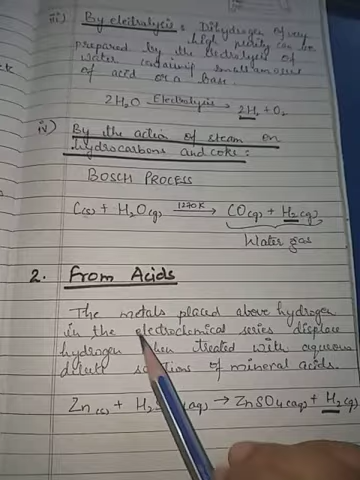 iii) By electrolysis : Dihydrogen of very
high purity can be
prepared by the electrolysis of
water containing small amount
of acid or a base.
2H₂O Electrolysis → 2H₂ + O₂
iv) By the action of steam on
hydrocarbons and coke :
BOSCH PROCESS
C(s) + H₂O(g) 1270K → CO(g) + H₂(g)
Water gas
2. From Acids
The metals placed above hydrogen
in the electrochemical series displace
hydrogen when treated with aqueous
dilute solutions of mineral acids.
Zn(s) + H₂ (aq) → ZnSO₄(aq) + H₂(g)